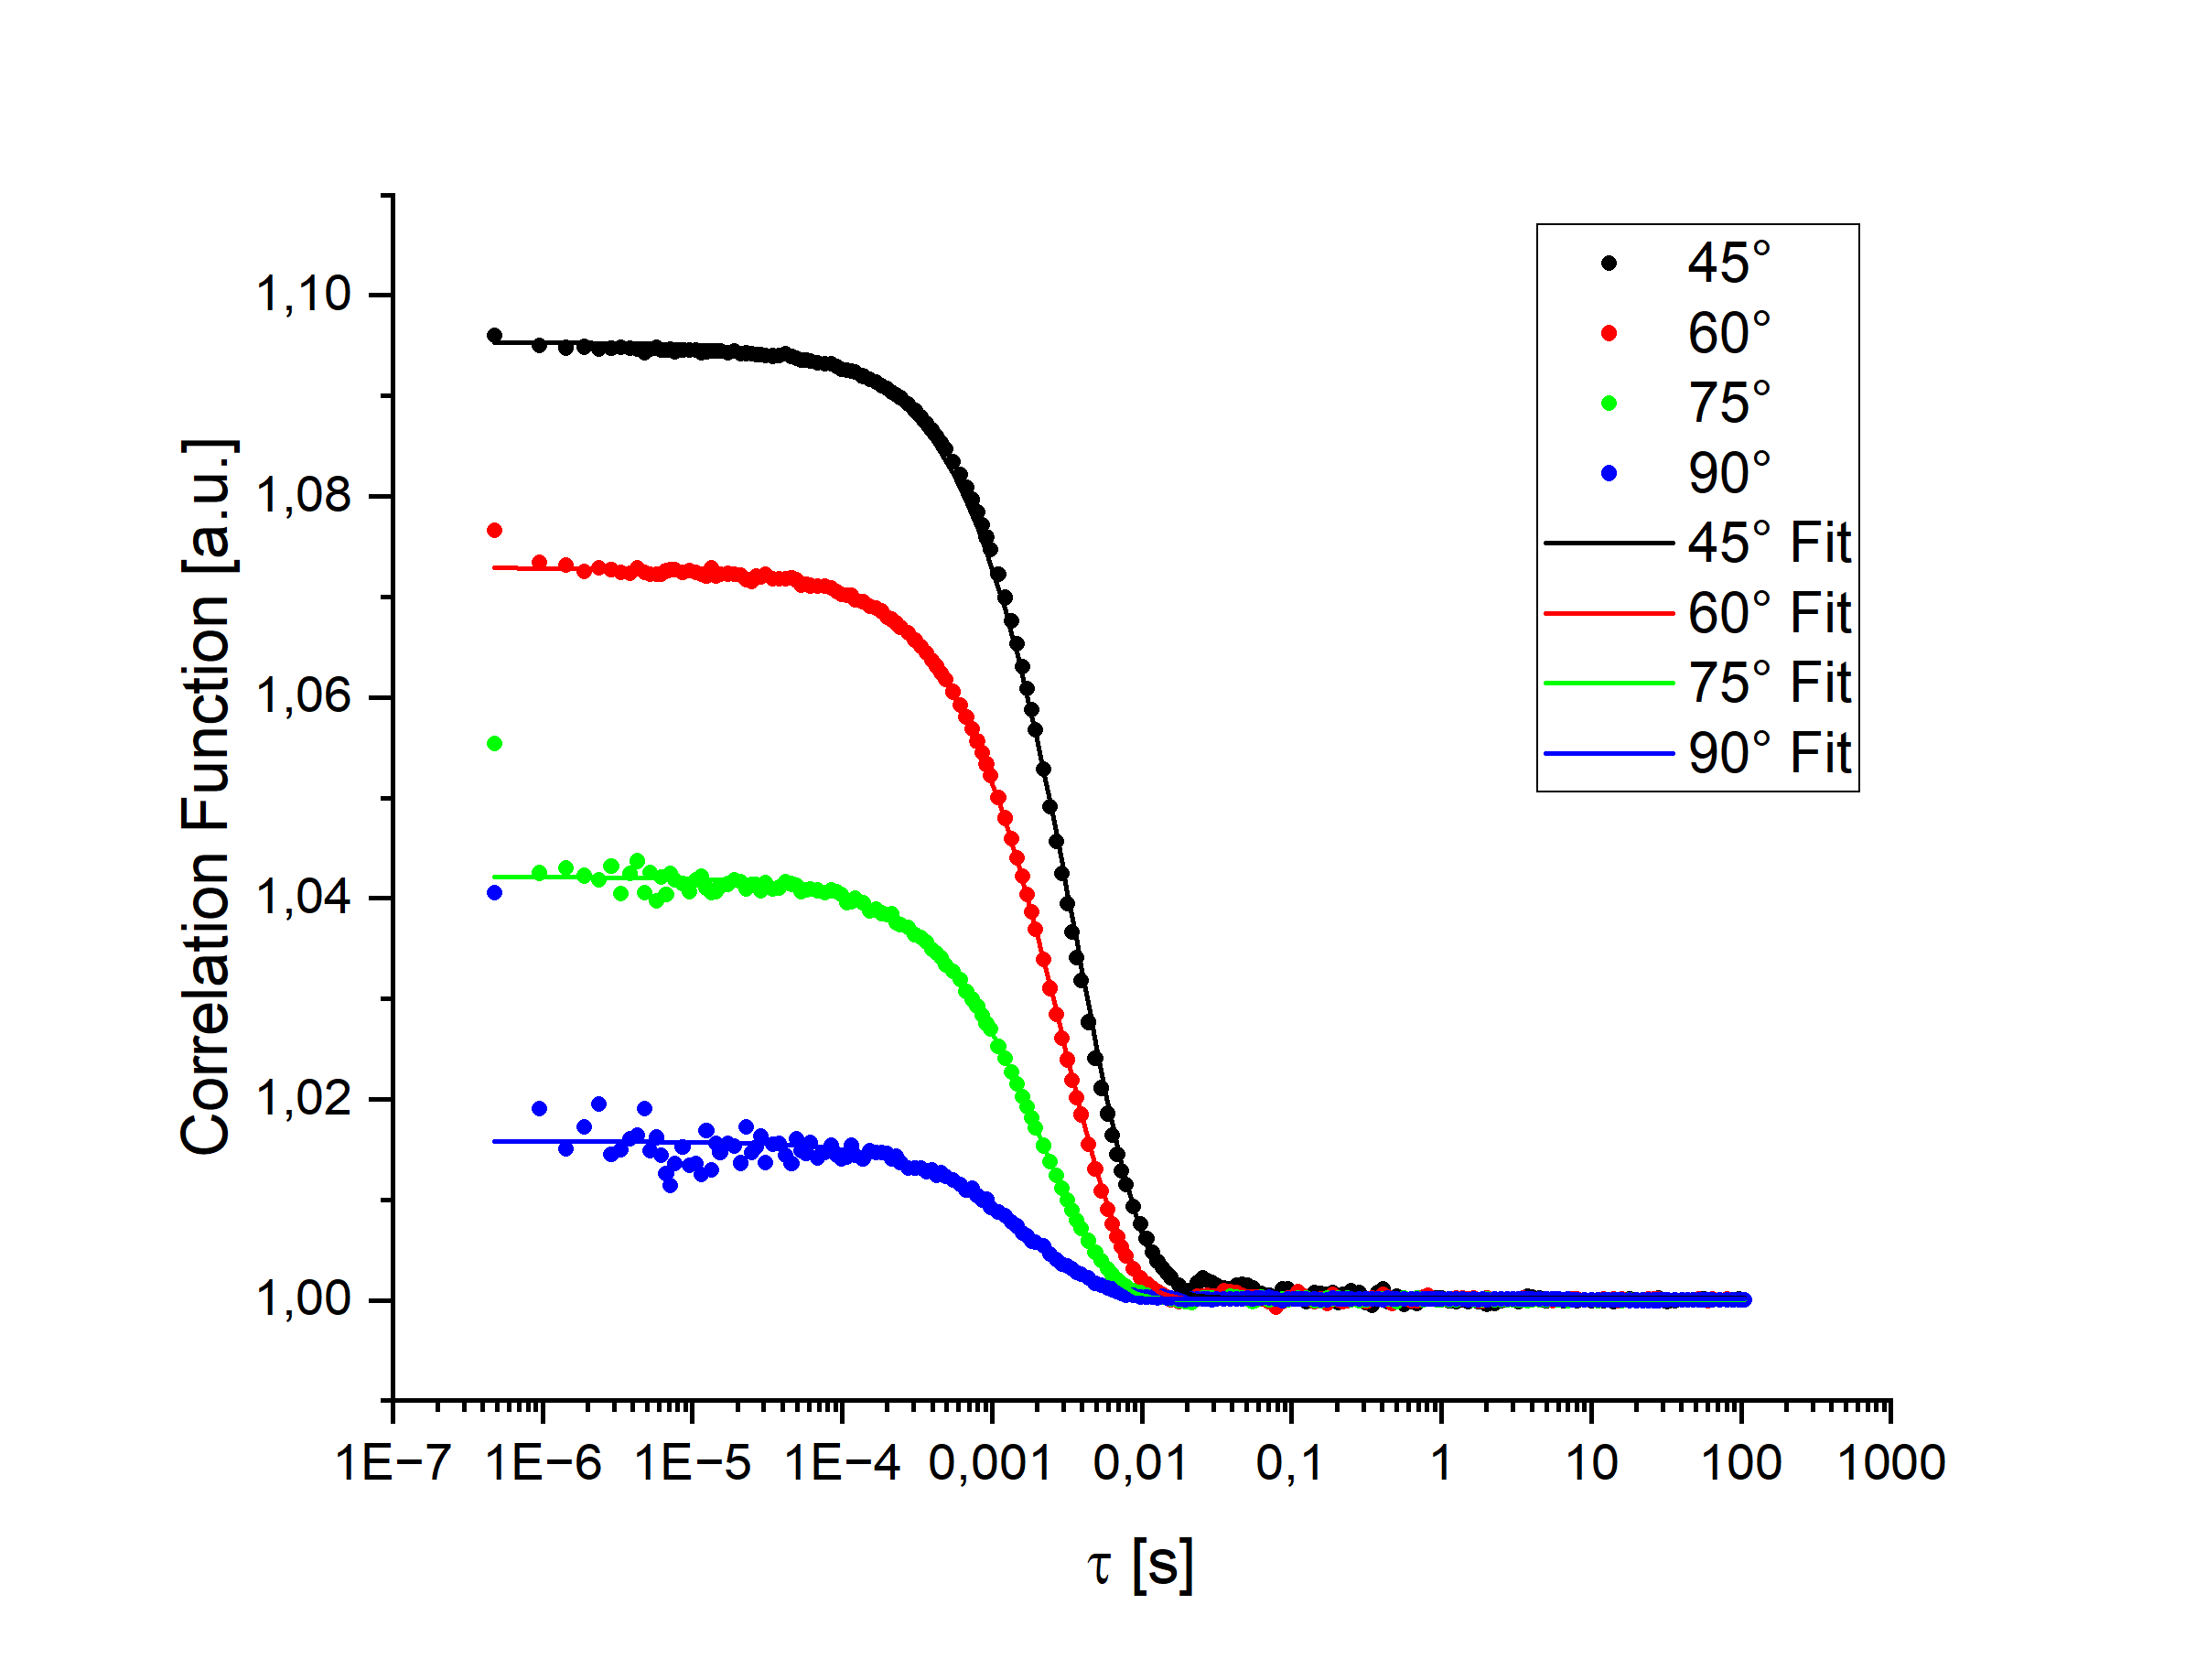 Correlation Function [a.u.]
1,10
1,08
1,06
1,04
1,02
1,00
45°
60°
75°
90°
45° Fit
60° Fit
75° Fit
90° Fit
1E−7 1E−6 1E−5 1E−4 0,001 0,01 0,1 1 10 100 1000
τ [s]